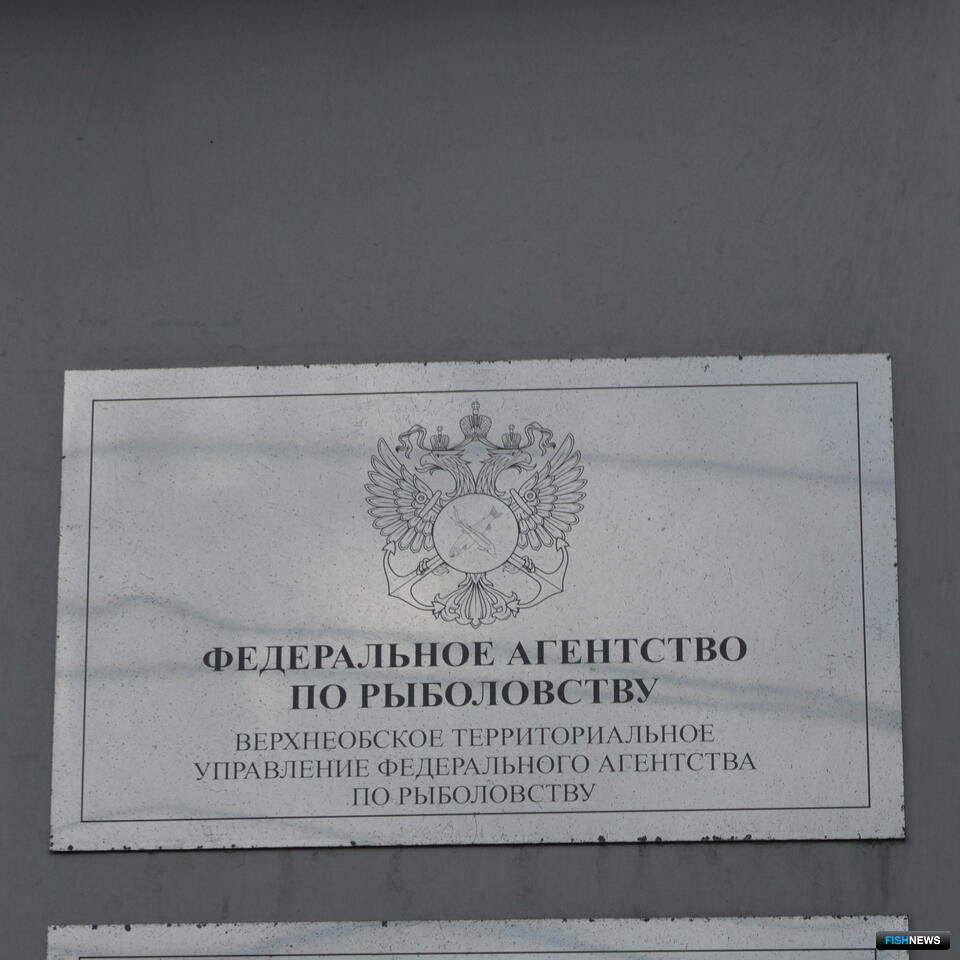 ФЕДЕРАЛЬНОЕ АГЕНТСТВО
ПО РЫБОЛОВСТВУ
ВЕРХНЕОБСКОЕ ТЕРРИТОРИАЛЬНОЕ
УПРАВЛЕНИЕ ФЕДЕРАЛЬНОГО АГЕНТСТВА
ПО РЫБОЛОВСТВУ
FISHNEWS